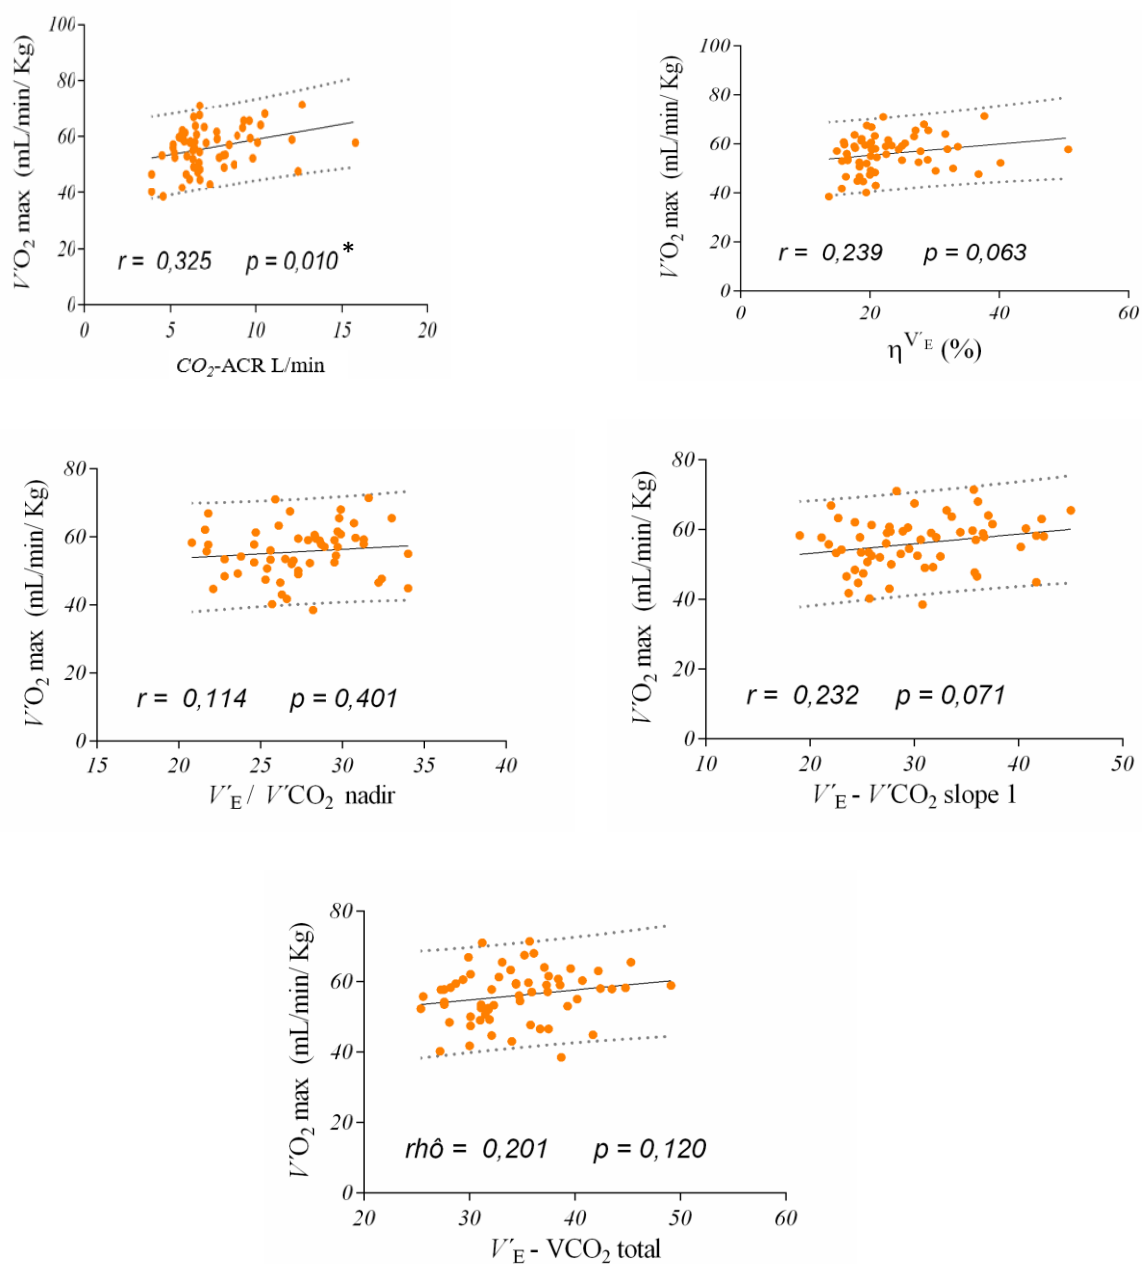 V′O2 max (mL/min/ Kg)
100
80
60
40
20
0
r = 0,325 p = 0,010*
0 5 10 15 20
CO2-ACR L/min
V′O2 max (mL/min/ Kg)
100
80
60
40
20
0
r = 0,239 p = 0,063
0 20 40 60
ηV′E (%)
V′O2 max (mL/min/ Kg)
80
60
40
20
0
r = 0,114 p = 0,401
15 20 25 30 35 40
V′E / V′CO2 nadir
V′O2 max (mL/min/ Kg)
80
60
40
20
0
r = 0,232 p = 0,071
10 20 30 40 50
V′E - V′CO2 slope 1
V′O2 max (mL/min/ Kg)
80
60
40
20
0
rhô = 0,201 p = 0,120
20 30 40 50 60
V′E - VCO2 total